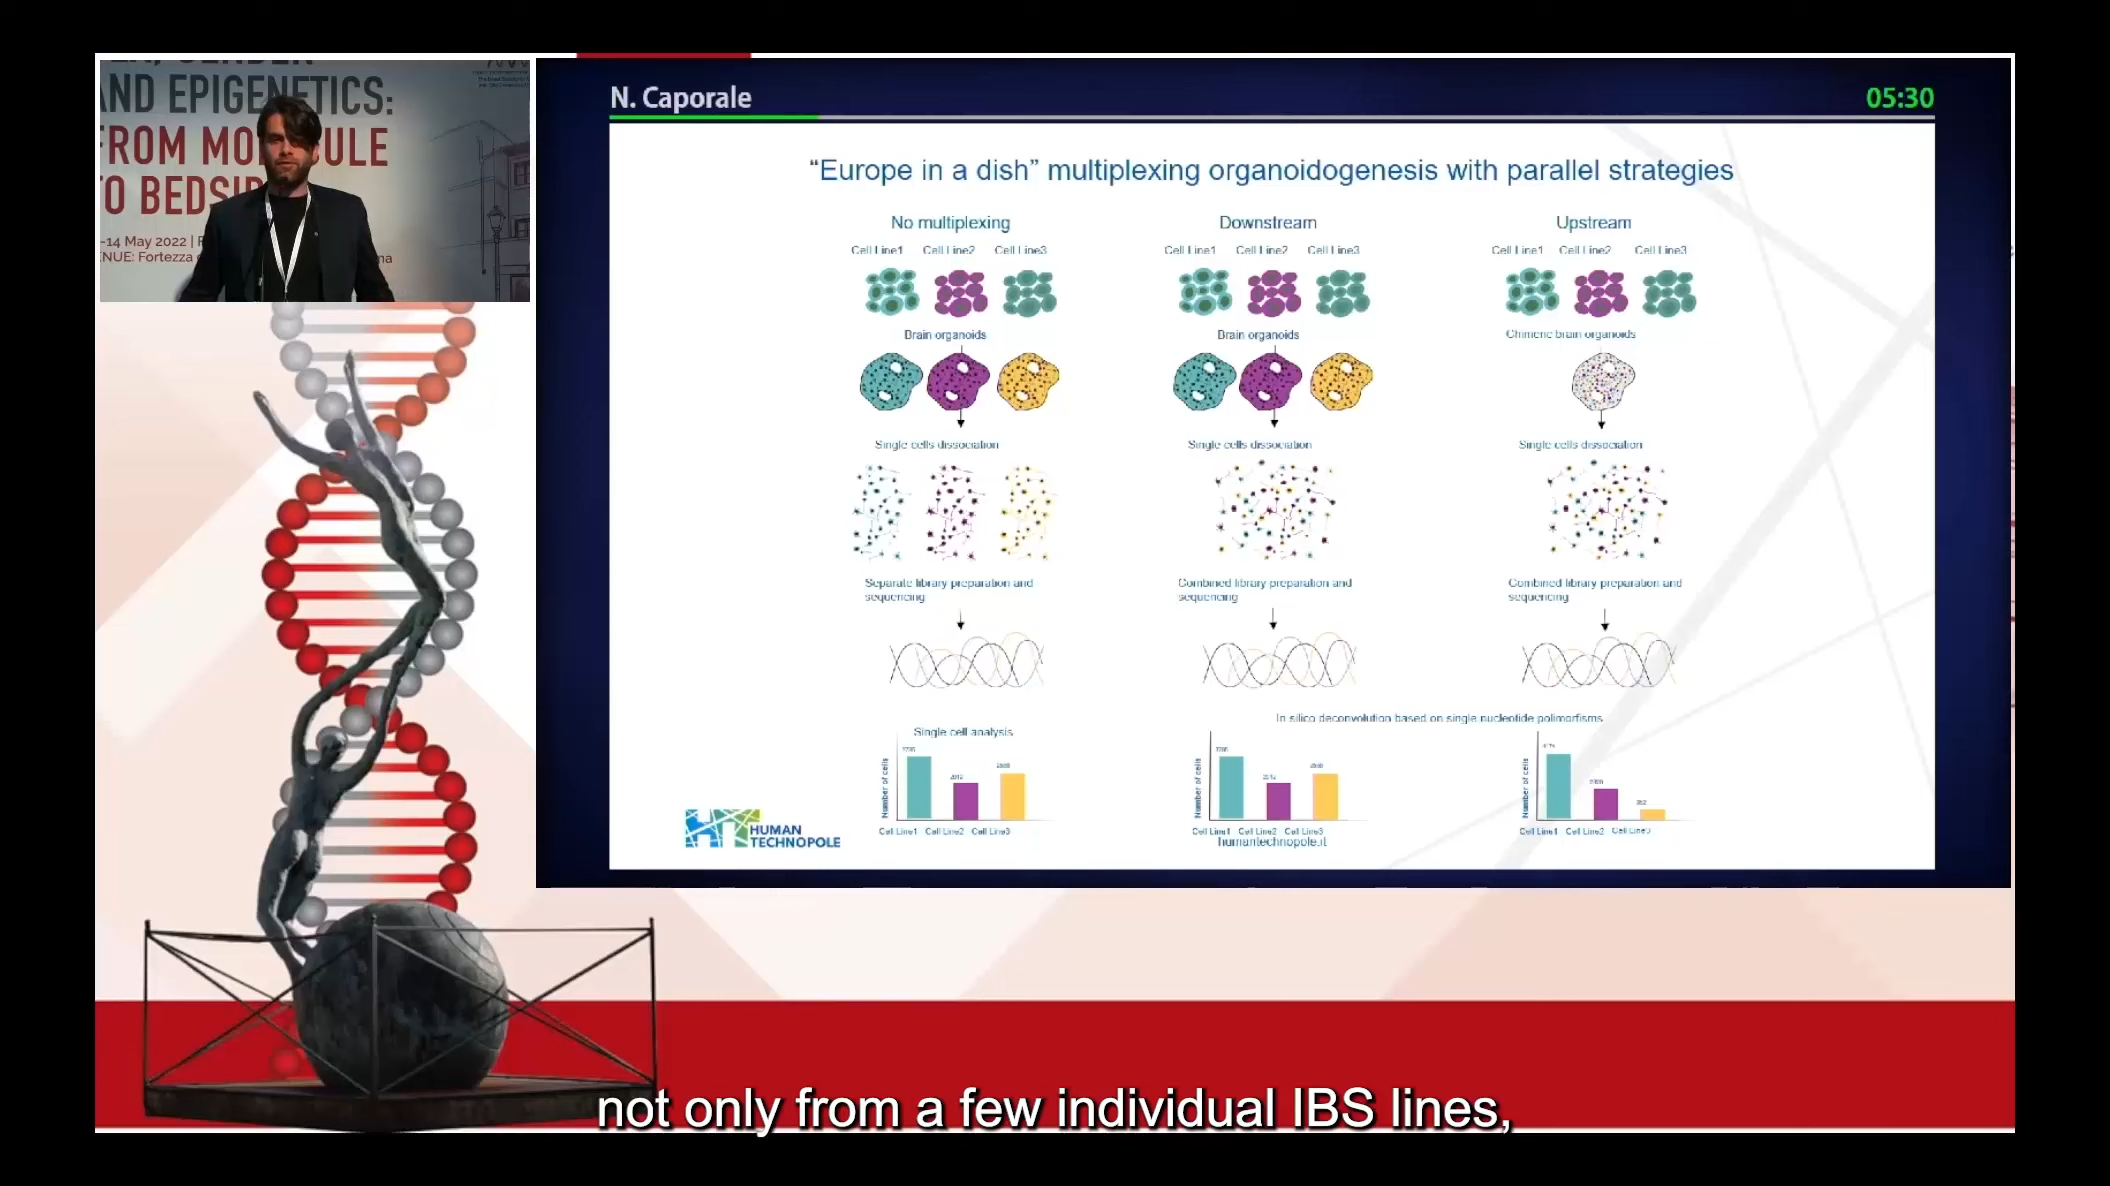 AND EPIGENETICS:
FROM MO ULE
TO BEDSI
-14 May 2022 |
NUE: Fortezza
N. Caporale
05:30
“Europe in a dish” multiplexing organoidogenesis with parallel strategies
No multiplexing
Cell Line1 Cell Line2 Cell Line3
Brain organoids
Single cells dissociation
Separate library preparation and
sequencing
Single cell analysis
Number of cells
2012
Cell Line1 Cell Line2 Cell Line3
Downstream
Cell Line1 Cell Line2 Cell Line3
Brain organoids
Single cells dissociation
Combined library preparation and
sequencing
Upstream
Cell Line1 Cell Line2 Cell Line3
Chimeric brain organoids
Single cells dissociation
Combined library preparation and
sequencing
In silico deconvolution based on single nucleotide polimorfisms
Number of cells
2012
Cell Line1 Cell Line2 Cell Line3
Number of cells
Cell Line1 Cell Line2 Cell Line3
HUMAN
TECHNOPOLE
humantechnopole.it
not only from a few individual IBS lines,